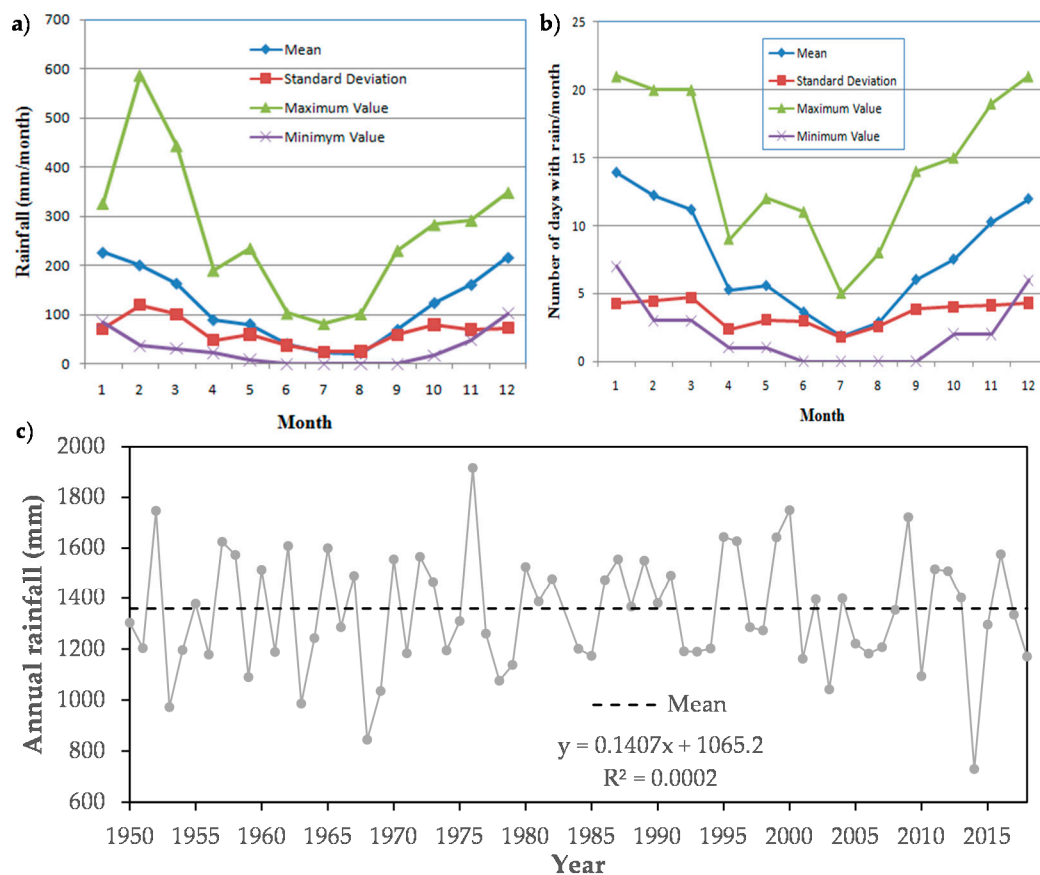 a)
700
600
500
400
300
200
100
0
Rainfall (mm/month)
Mean
Standard Deviation
Maximum Value
Minimym Value
1 2 3 4 5 6 7 8 9 10 11 12
Month
b)
25
20
15
10
5
0
Number of days with rain/month
Mean
Standard Deviation
Maximum Value
Minimum Value
1 2 3 4 5 6 7 8 9 10 11 12
Month
c)
2000
1800
1600
1400
1200
1000
800
600
Annual rainfall (mm)
Mean
y = 0.1407x + 1065.2
R² = 0.0002
1950 1955 1960 1965 1970 1975 1980 1985 1990 1995 2000 2005 2010 2015
Year